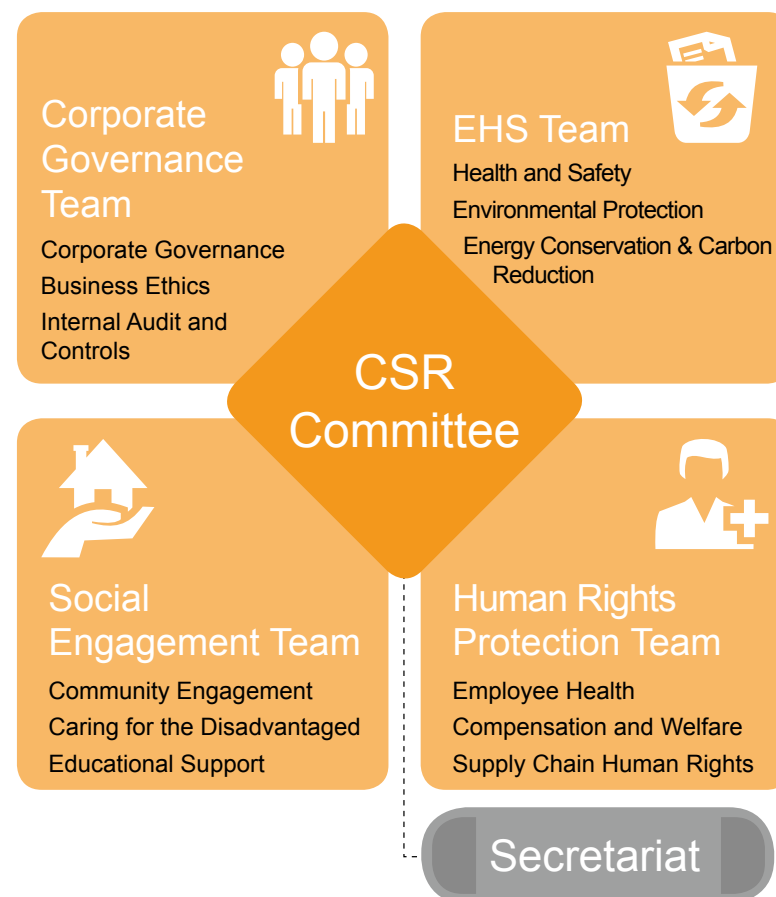 Corporate
Governance
Team
Corporate Governance
Business Ethics
Internal Audit and
Controls
EHS Team
Health and Safety
Environmental Protection
Energy Conservation & Carbon
Reduction
CSR
Committee
Social
Engagement Team
Community Engagement
Caring for the Disadvantaged
Educational Support
Human Rights
Protection Team
Employee Health
Compensation and Welfare
Supply Chain Human Rights
Secretariat